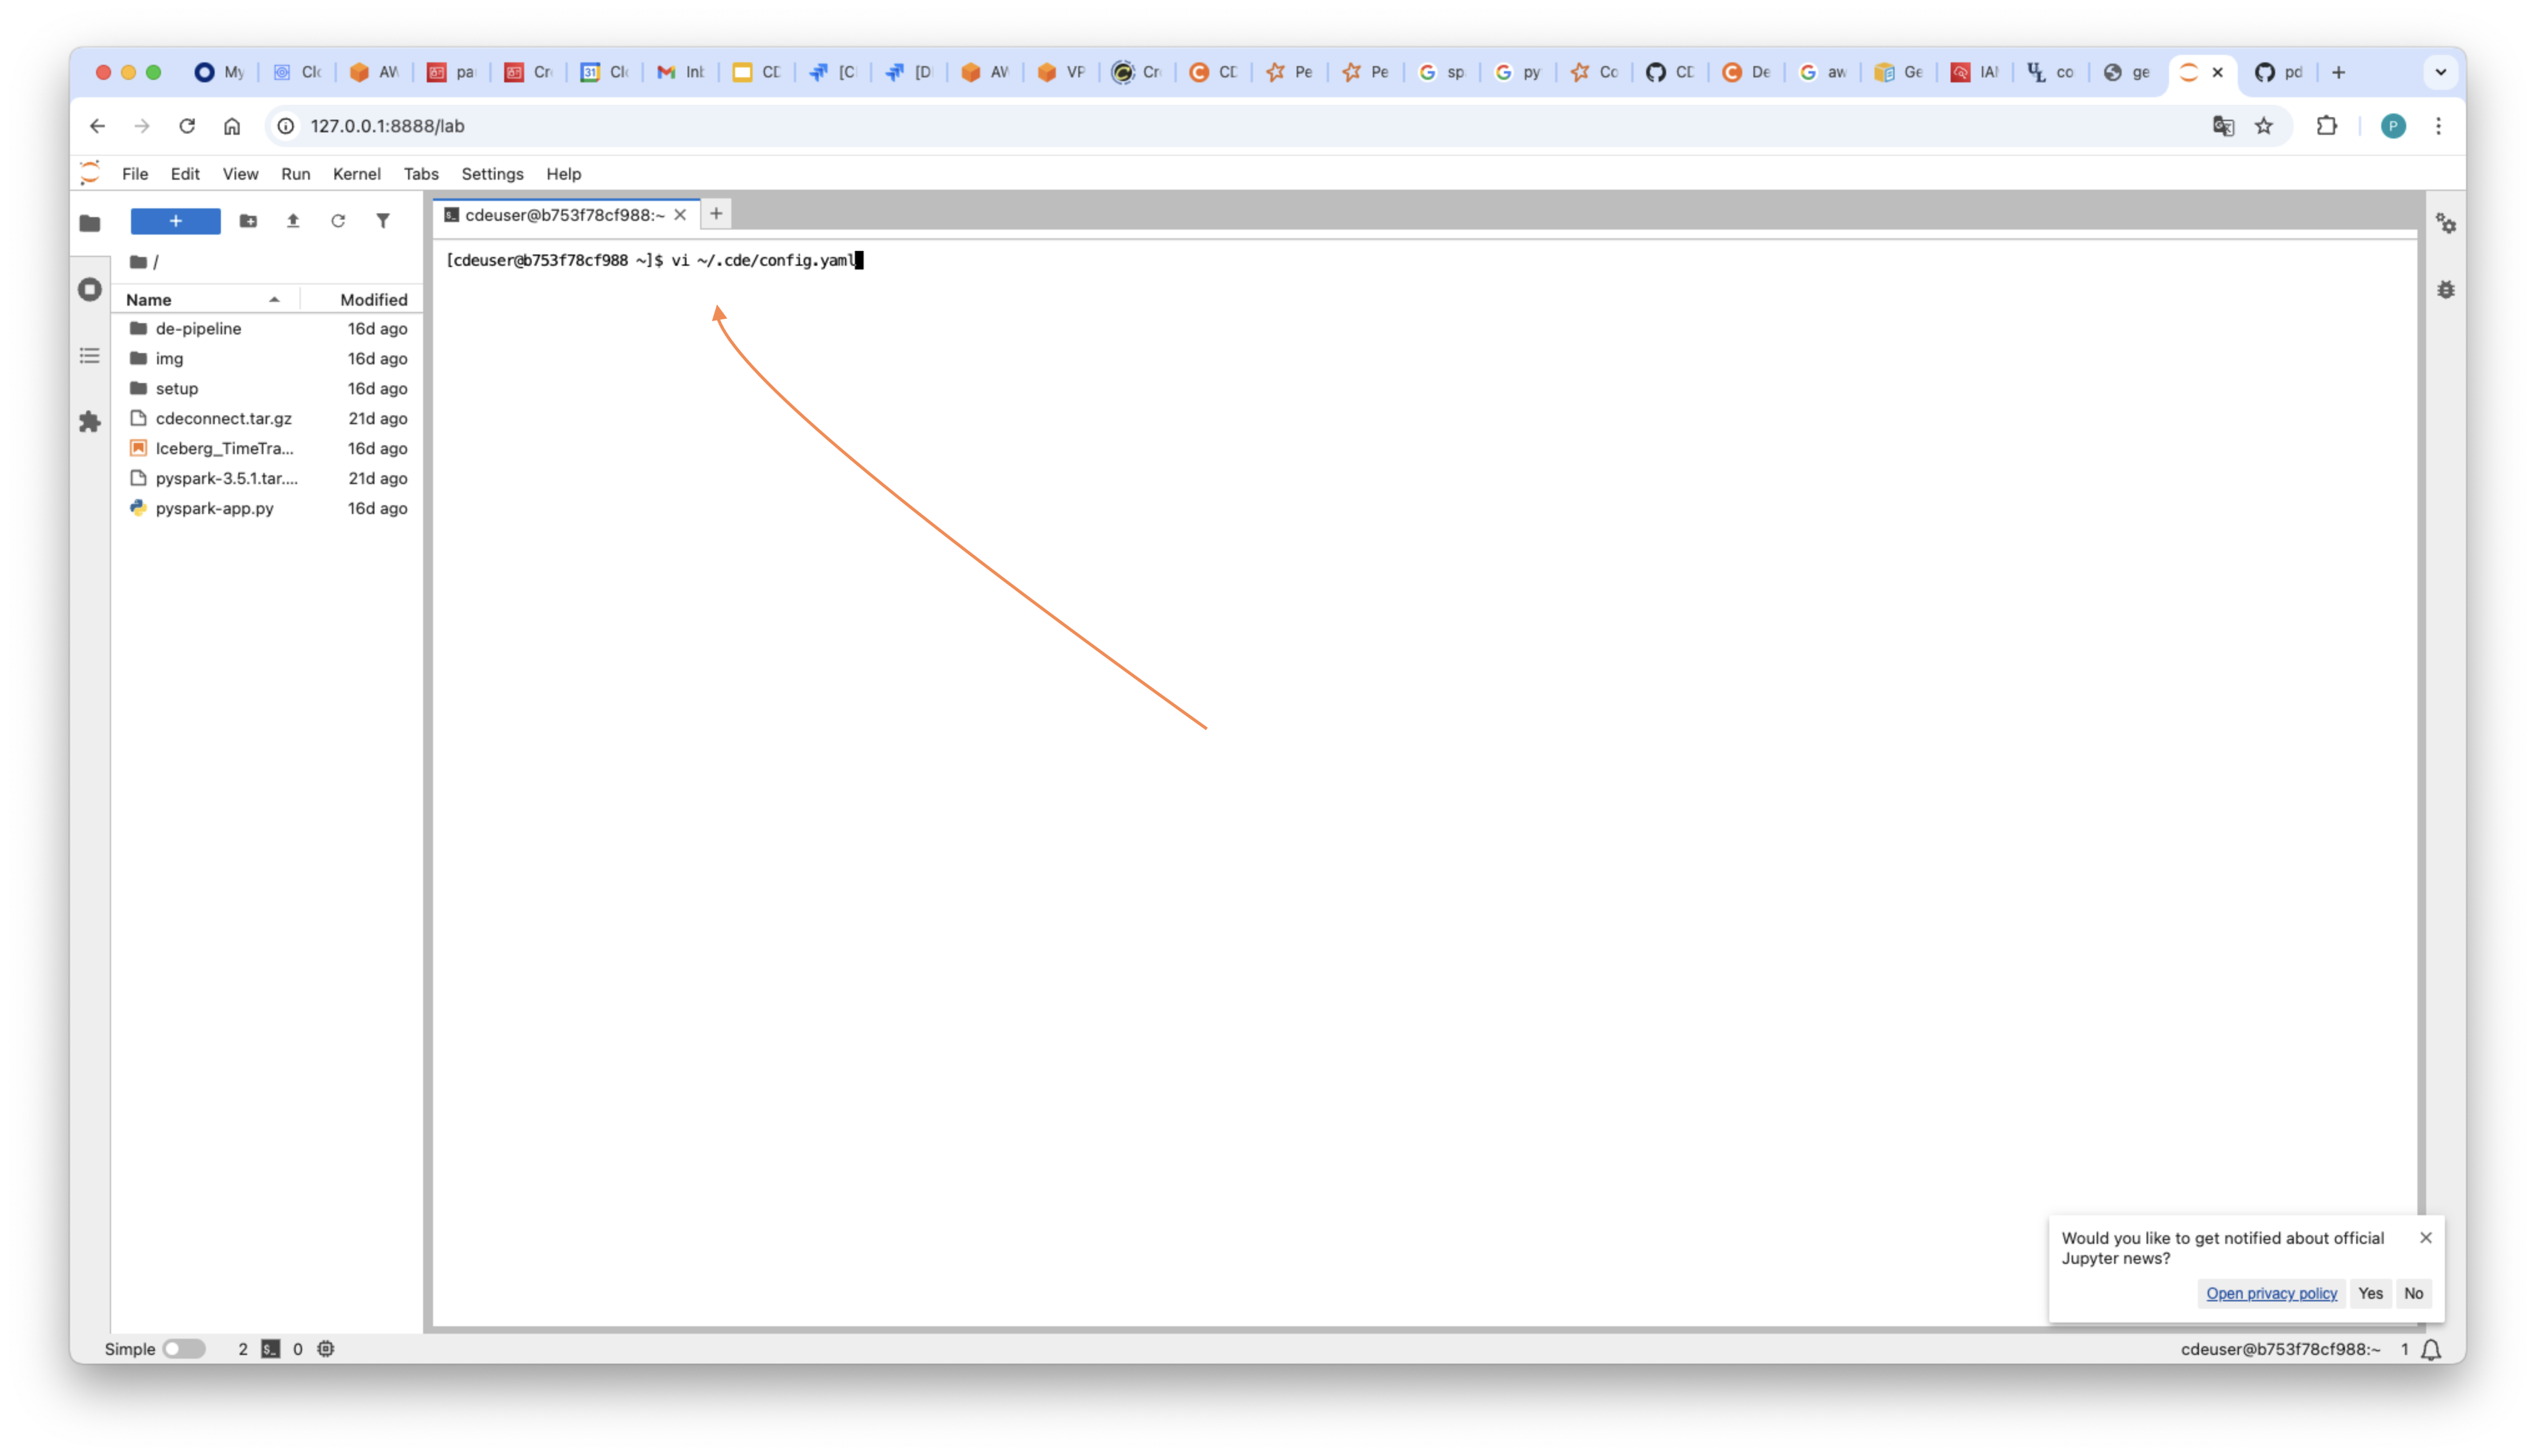 My Clc AW pa Cr Clc Int CD [C [D AW VP Cr CD Pe Pe sp py Co CD De aw Ge IAM co ge pd
127.0.0.1:8888/lab P
File Edit View Run Kernel Tabs Settings Help
cdeuser@b753f78cf988:~
/
Name Modified
de-pipeline 16d ago
img 16d ago
setup 16d ago
cdeconnect.tar.gz 21d ago
Iceberg_TimeTra... 16d ago
pyspark-3.5.1.tar.... 21d ago
pyspark-app.py 16d ago
[cdeuser@b753f78cf988 ~]$ vi ~/.cde/config.yaml
Would you like to get notified about official
Jupyter news?
Open privacy policy Yes No
Simple 2 $_ 0 cdeuser@b753f78cf988:~ 1